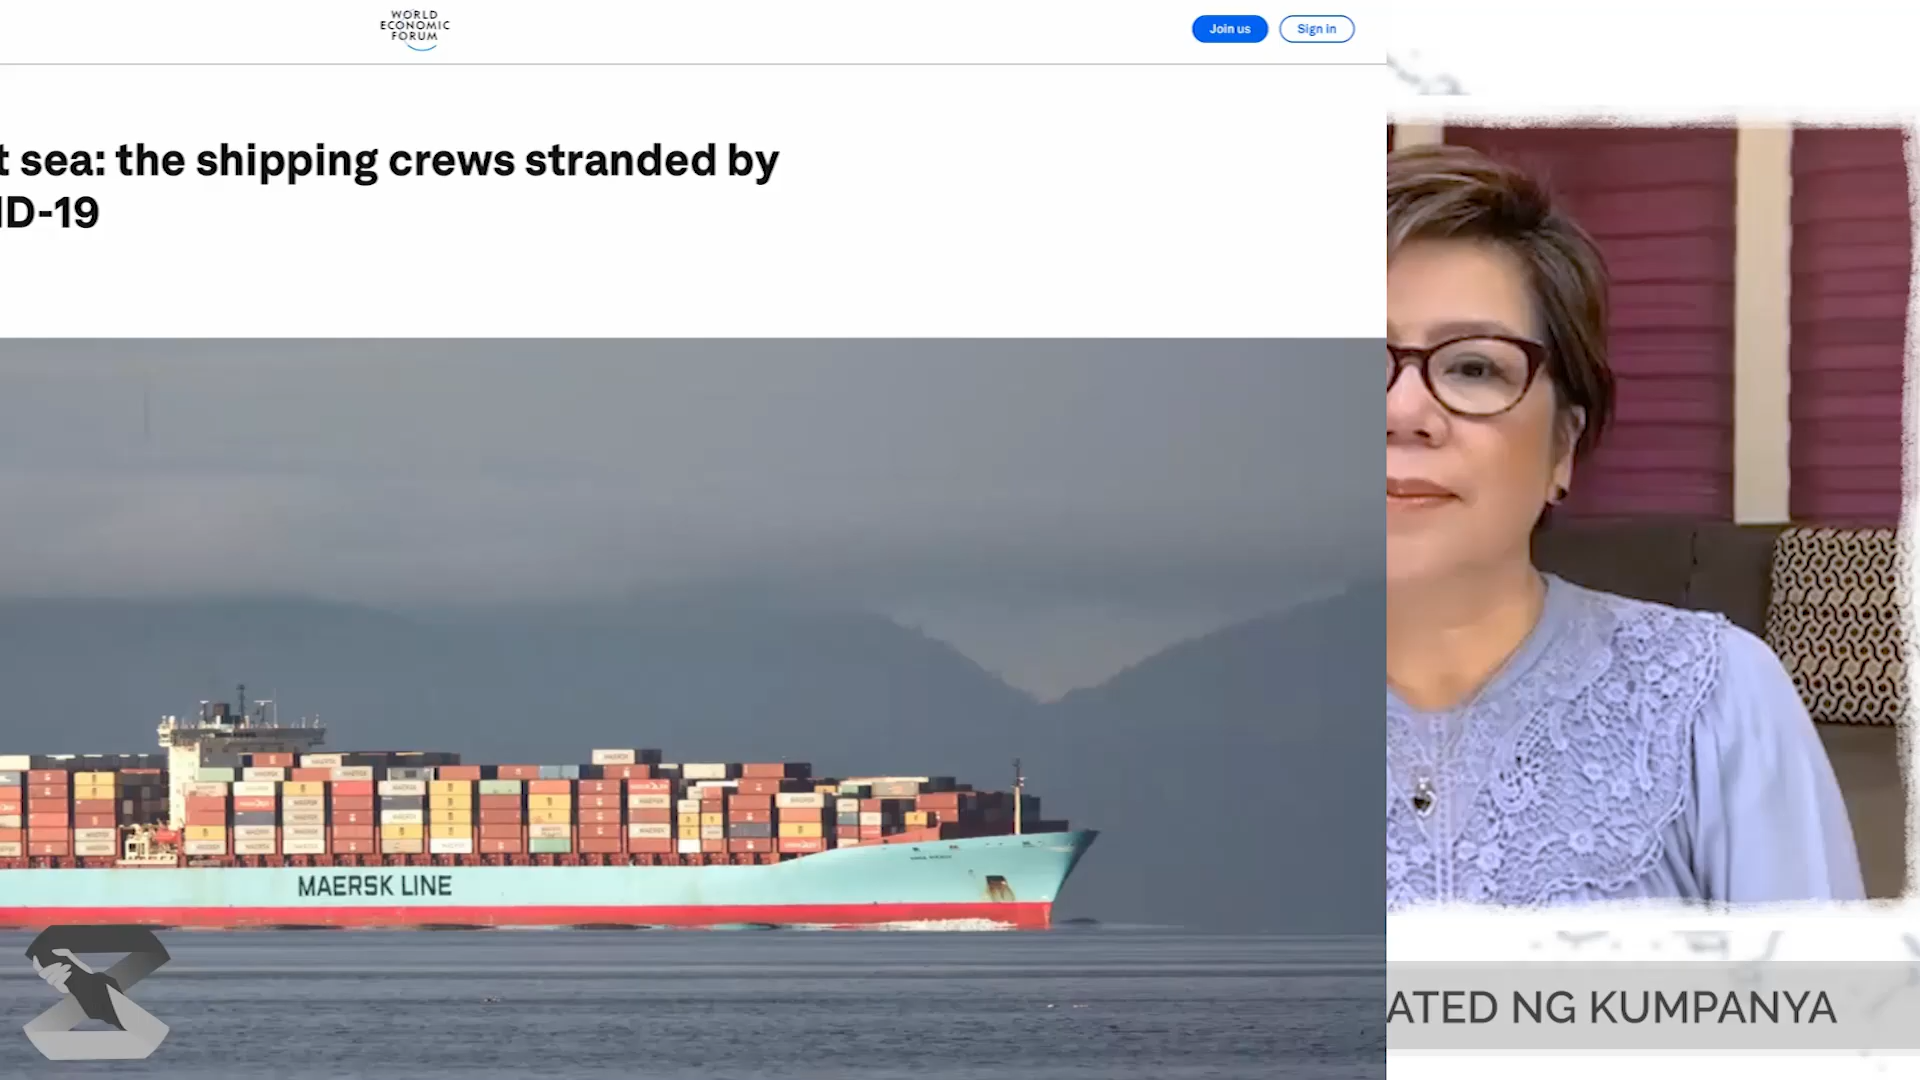 WORLD
ECONOMIC
FORUM
Join us
Sign in
t sea: the shipping crews stranded by
ID-19
MAERSK LINE
ATED NG KUMPANYA